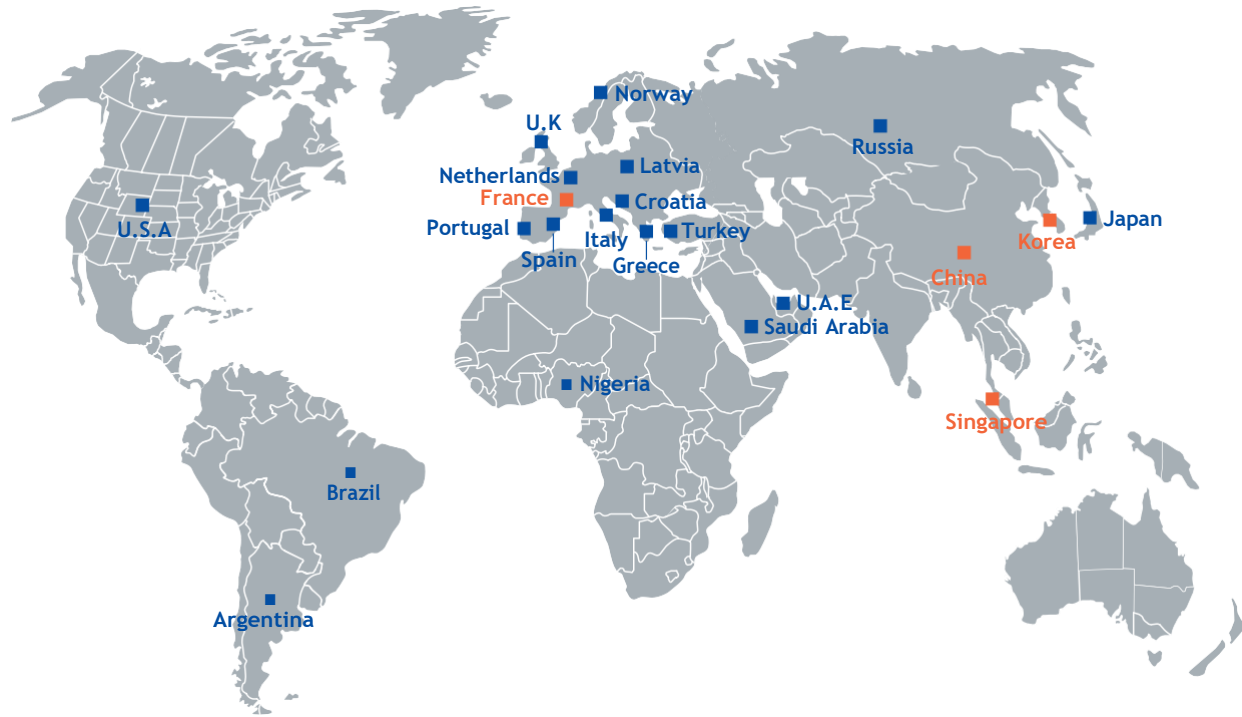 Norway
U.K
Russia
Latvia
Netherlands
France
Croatia
U.S.A
Portugal
Italy
Turkey
Japan
Korea
Spain
Greece
China
U.A.E
Saudi Arabia
Nigeria
Singapore
Brazil
Argentina